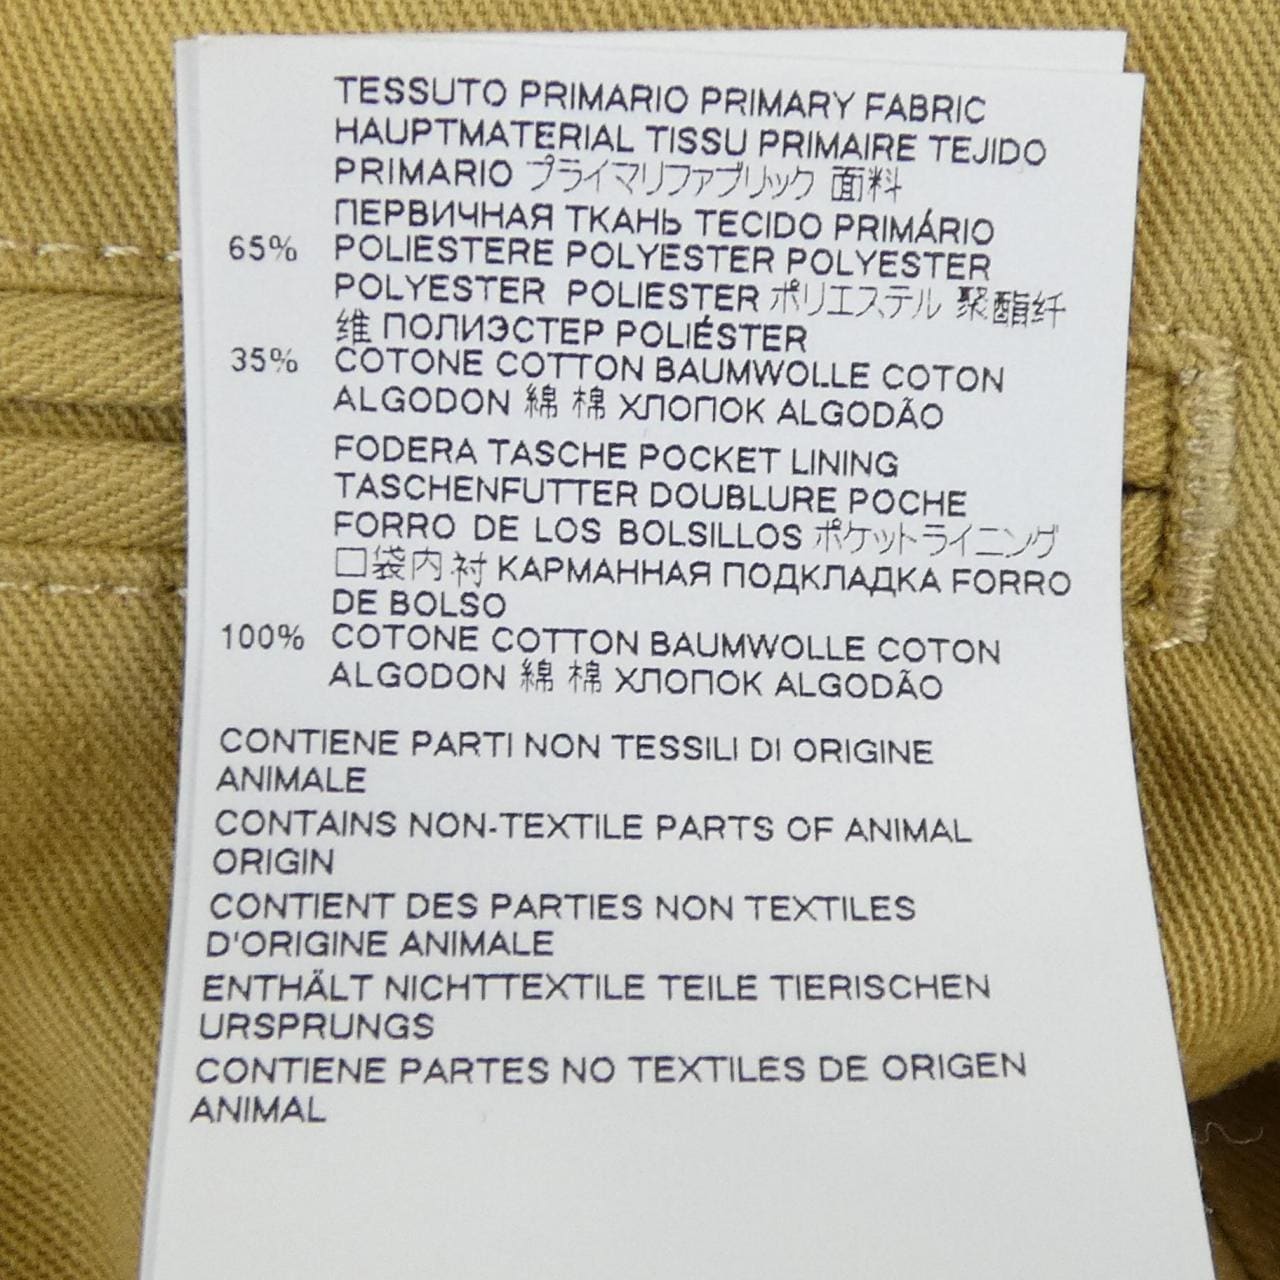 TESSUTO PRIMARIO PRIMARY FABRIC
HAUPTMATERIAL TISSU PRIMAIRE TEJIDO
PRIMARIO プライマリファブリック 面料
ПЕРВИЧНАЯ ТКАНЬ TECIDO PRIMÁRIO
65% POLIESTERE POLYESTER POLYESTER
POLYESTER POLIESTER ポリエステル 聚酯纤
维 ПОЛИЭСТЕР POLIÉSTER
35% COTONE COTTON BAUMWOLLE COTON
ALGODON 綿 棉 ХЛОПОК ALGODÃO
FODERA TASCHE POCKET LINING
TASCHENFUTTER DOUBLURE POCHE
FORRO DE LOS BOLSILLOS ポケットライニング
口袋内衬 КАРМАННАЯ ПОДКЛАДКА FORRO
DE BOLSO
100% COTONE COTTON BAUMWOLLE COTON
ALGODON 綿 棉 ХЛОПОК ALGODÃO
CONTIENE PARTI NON TESSILI DI ORIGINE
ANIMALE
CONTAINS NON-TEXTILE PARTS OF ANIMAL
ORIGIN
CONTIENT DES PARTIES NON TEXTILES
D'ORIGINE ANIMALE
ENTHÄLT NICHTTEXTILE TEILE TIERISCHEN
URSPRUNGS
CONTIENE PARTES NO TEXTILES DE ORIGEN
ANIMAL